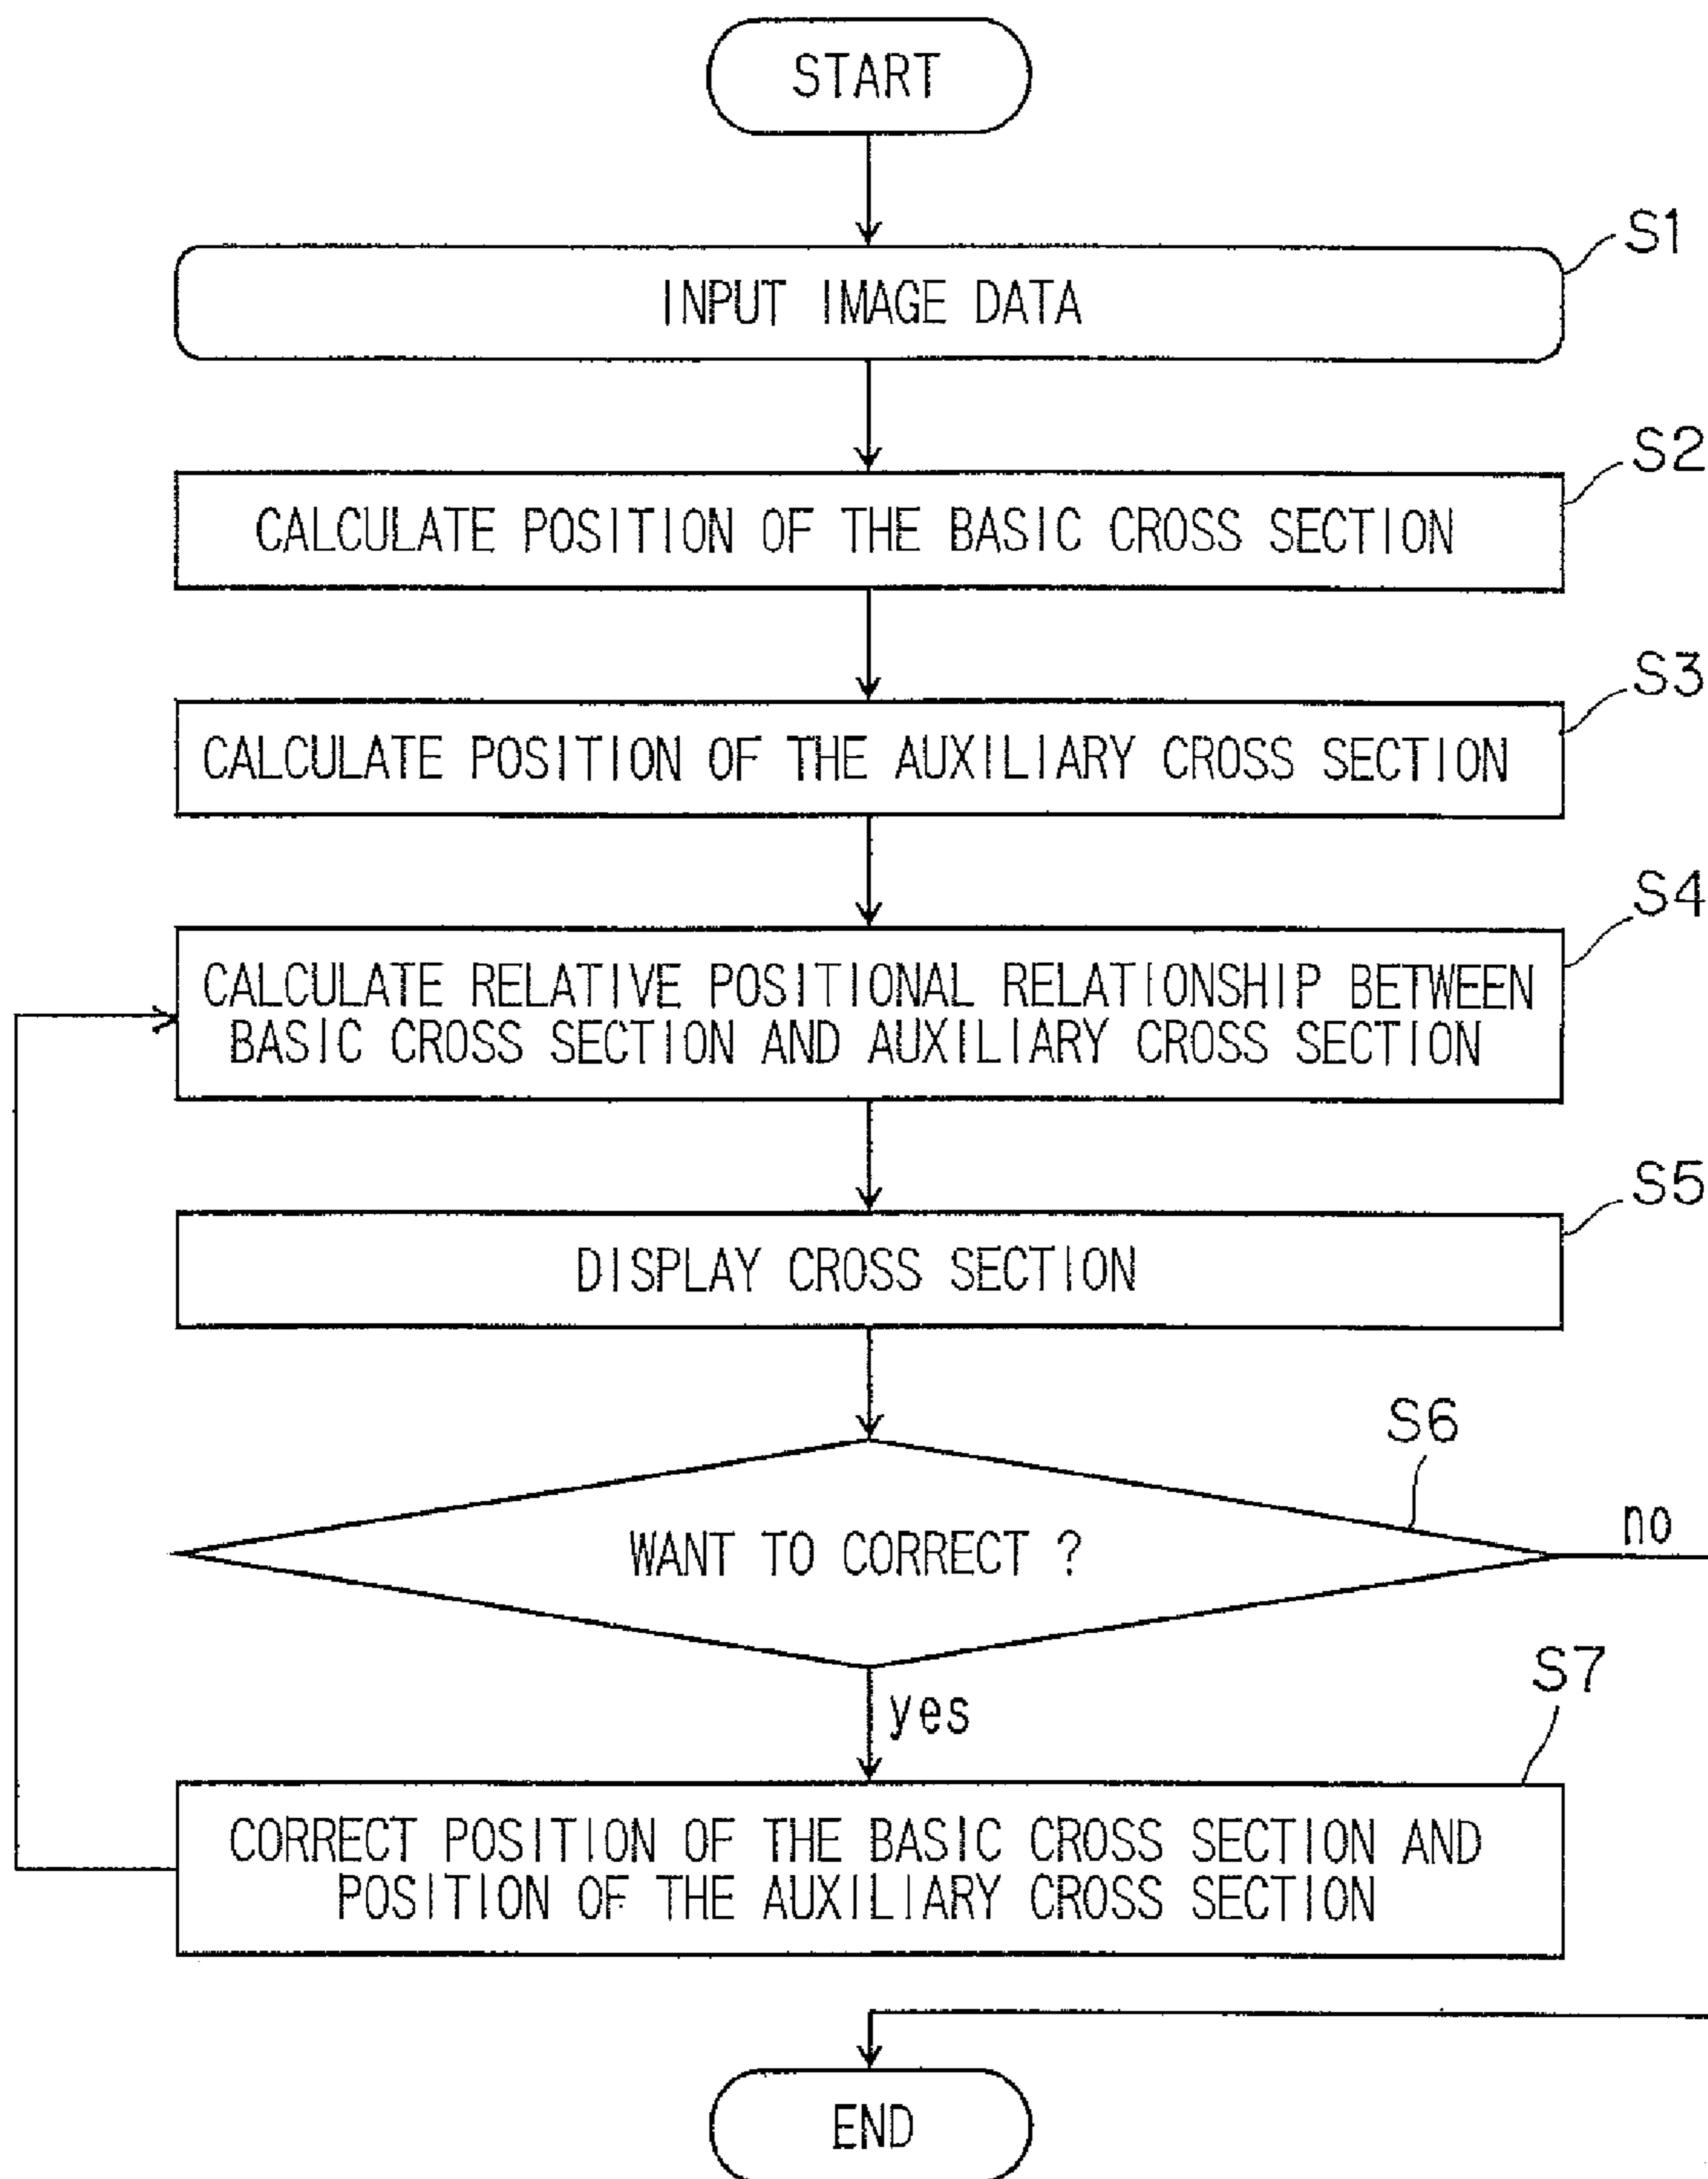 START
S1
INPUT IMAGE DATA
S2
CALCULATE POSITION OF THE BASIC CROSS SECTION
S3
CALCULATE POSITION OF THE AUXILIARY CROSS SECTION
S4
CALCULATE RELATIVE POSITIONAL RELATIONSHIP BETWEEN
BASIC CROSS SECTION AND AUXILIARY CROSS SECTION
S5
DISPLAY CROSS SECTION
S6
WANT TO CORRECT ?
no
yes
S7
CORRECT POSITION OF THE BASIC CROSS SECTION AND
POSITION OF THE AUXILIARY CROSS SECTION
END